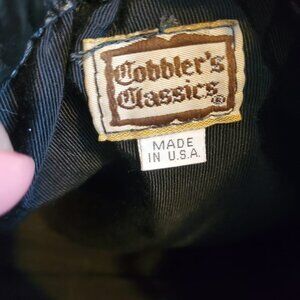 Cobbler's
Classics ®
MADE
IN U.S.A.